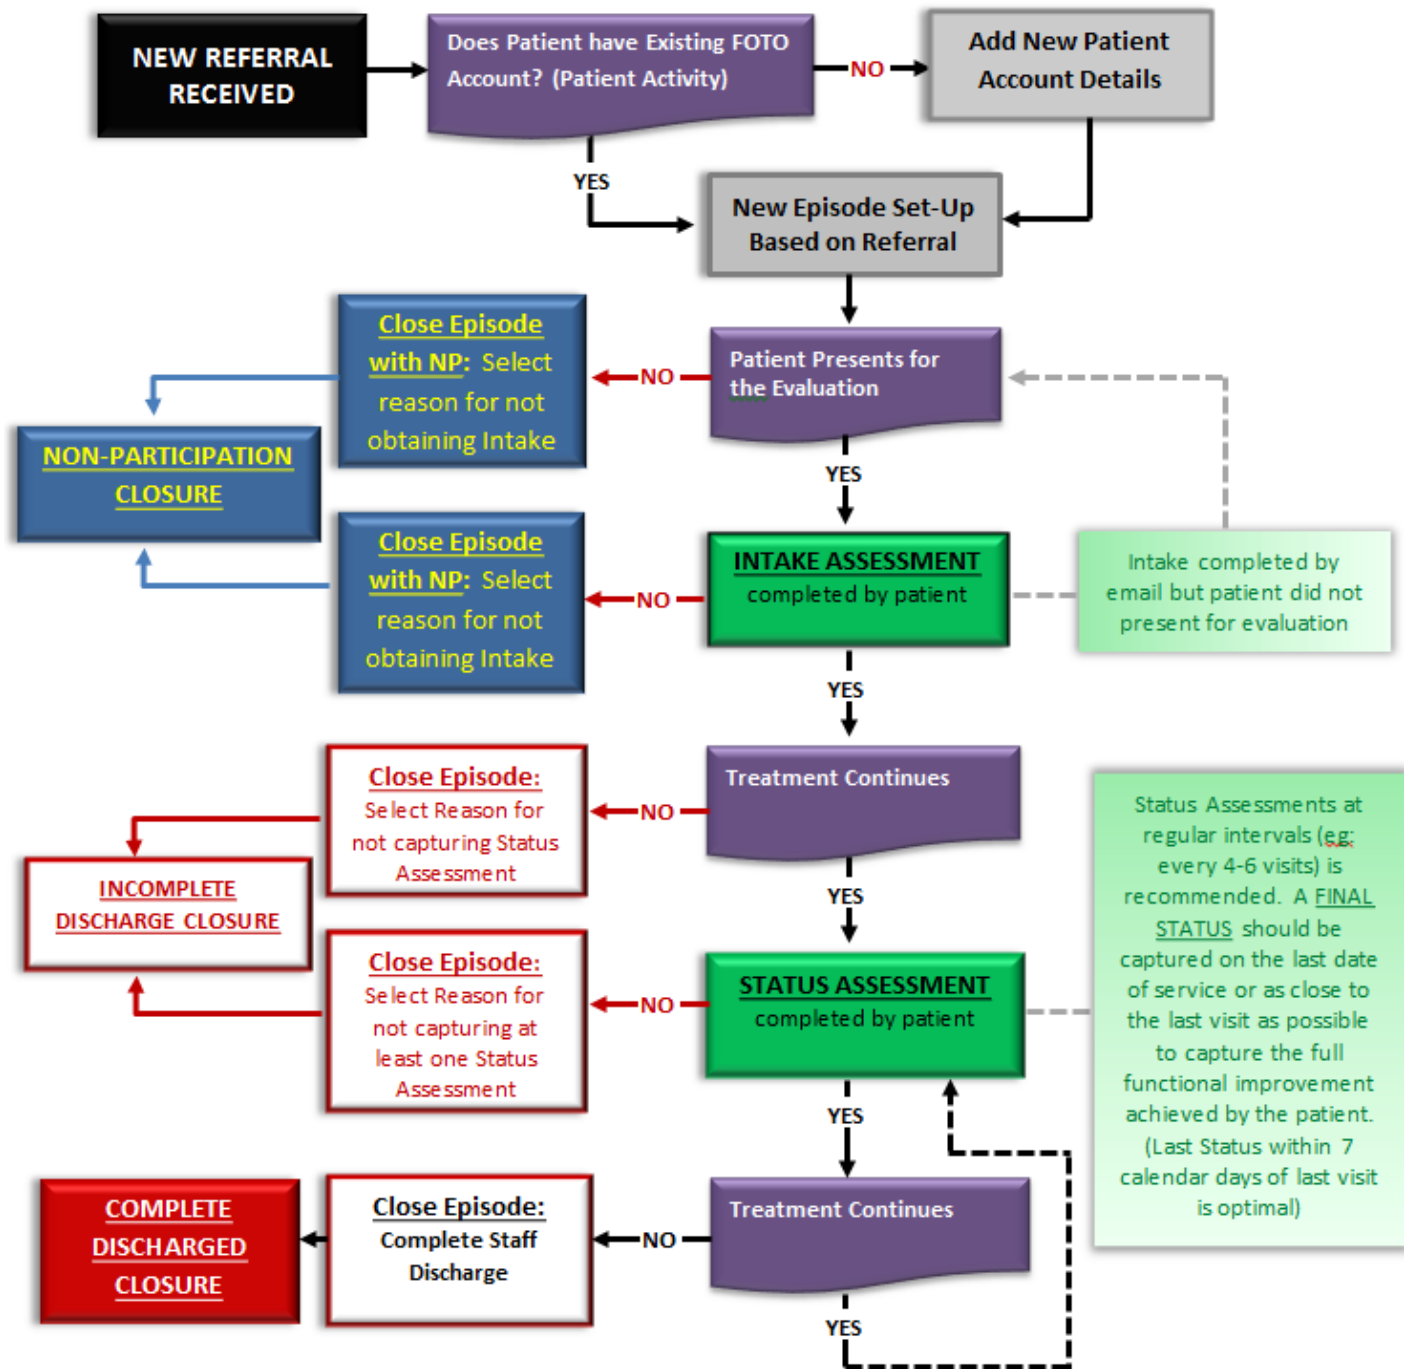 NEW REFERRAL
RECEIVED
Does Patient have Existing FOTO
Account? (Patient Activity)
NO
Add New Patient
Account Details
YES
New Episode Set-Up
Based on Referral
Close Episode
with NP: Select
reason for not
obtaining Intake
NO
Patient Presents for
the Evaluation
NON-PARTICIPATION
CLOSURE
YES
Close Episode
with NP: Select
reason for not
obtaining Intake
NO
INTAKE ASSESSMENT
completed by patient
Intake completed by
email but patient did not
present for evaluation
YES
Close Episode:
Select Reason for
not capturing Status
Assessment
NO
Treatment Continues
INCOMPLETE
DISCHARGE CLOSURE
YES
Close Episode:
Select Reason for
not capturing at
least one Status
Assessment
NO
STATUS ASSESSMENT
completed by patient
Status Assessments at
regular intervals (eg:
every 4-6 visits) is
recommended. A FINAL
STATUS should be
captured on the last date
of service or as close to
the last visit as possible
to capture the full
functional improvement
achieved by the patient.
(Last Status within 7
calendar days of last visit
is optimal)
YES
COMPLETE
DISCHARGED
CLOSURE
Close Episode:
Complete Staff
Discharge
NO
Treatment Continues
YES